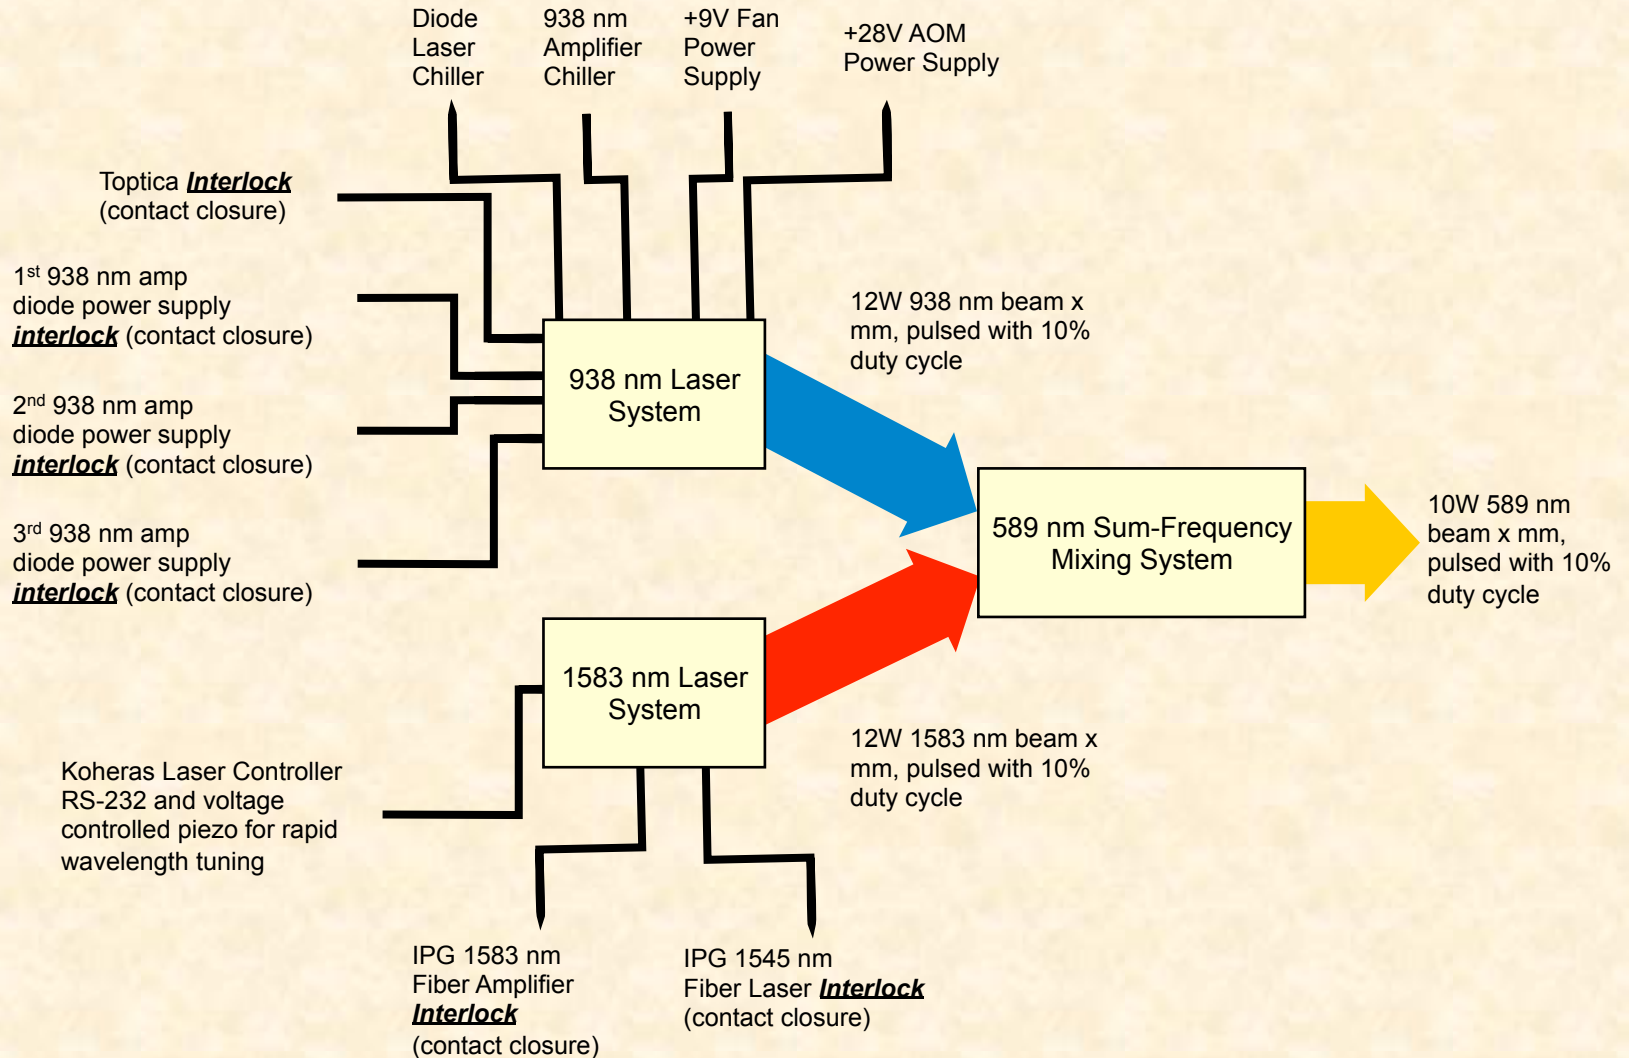 Diode
Laser
Chiller
938 nm
Amplifier
Chiller
+9V Fan
Power
Supply
+28V AOM
Power Supply
Toptica Interlock
(contact closure)
1st 938 nm amp
diode power supply
interlock (contact closure)
2nd 938 nm amp
diode power supply
interlock (contact closure)
3rd 938 nm amp
diode power supply
interlock (contact closure)
938 nm Laser
System
12W 938 nm beam x
mm, pulsed with 10%
duty cycle
589 nm Sum-Frequency
Mixing System
10W 589 nm
beam x mm,
pulsed with 10%
duty cycle
1583 nm Laser
System
12W 1583 nm beam x
mm, pulsed with 10%
duty cycle
Koheras Laser Controller
RS-232 and voltage
controlled piezo for rapid
wavelength tuning
IPG 1583 nm
Fiber Amplifier
Interlock
(contact closure)
IPG 1545 nm
Fiber Laser Interlock
(contact closure)